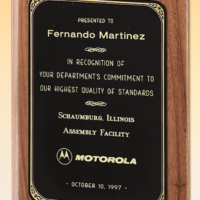 PRESENTED TO
Fernando Martinez
IN RECOGNITION OF
YOUR DEPARTMENT'S COMMITMENT TO
OUR HIGHEST QUALITY OF STANDARDS
SCHAUMBURG, ILLINOIS
ASSEMBLY FACILITY
MOTOROLA
- OCTOBER 10, 1997 -